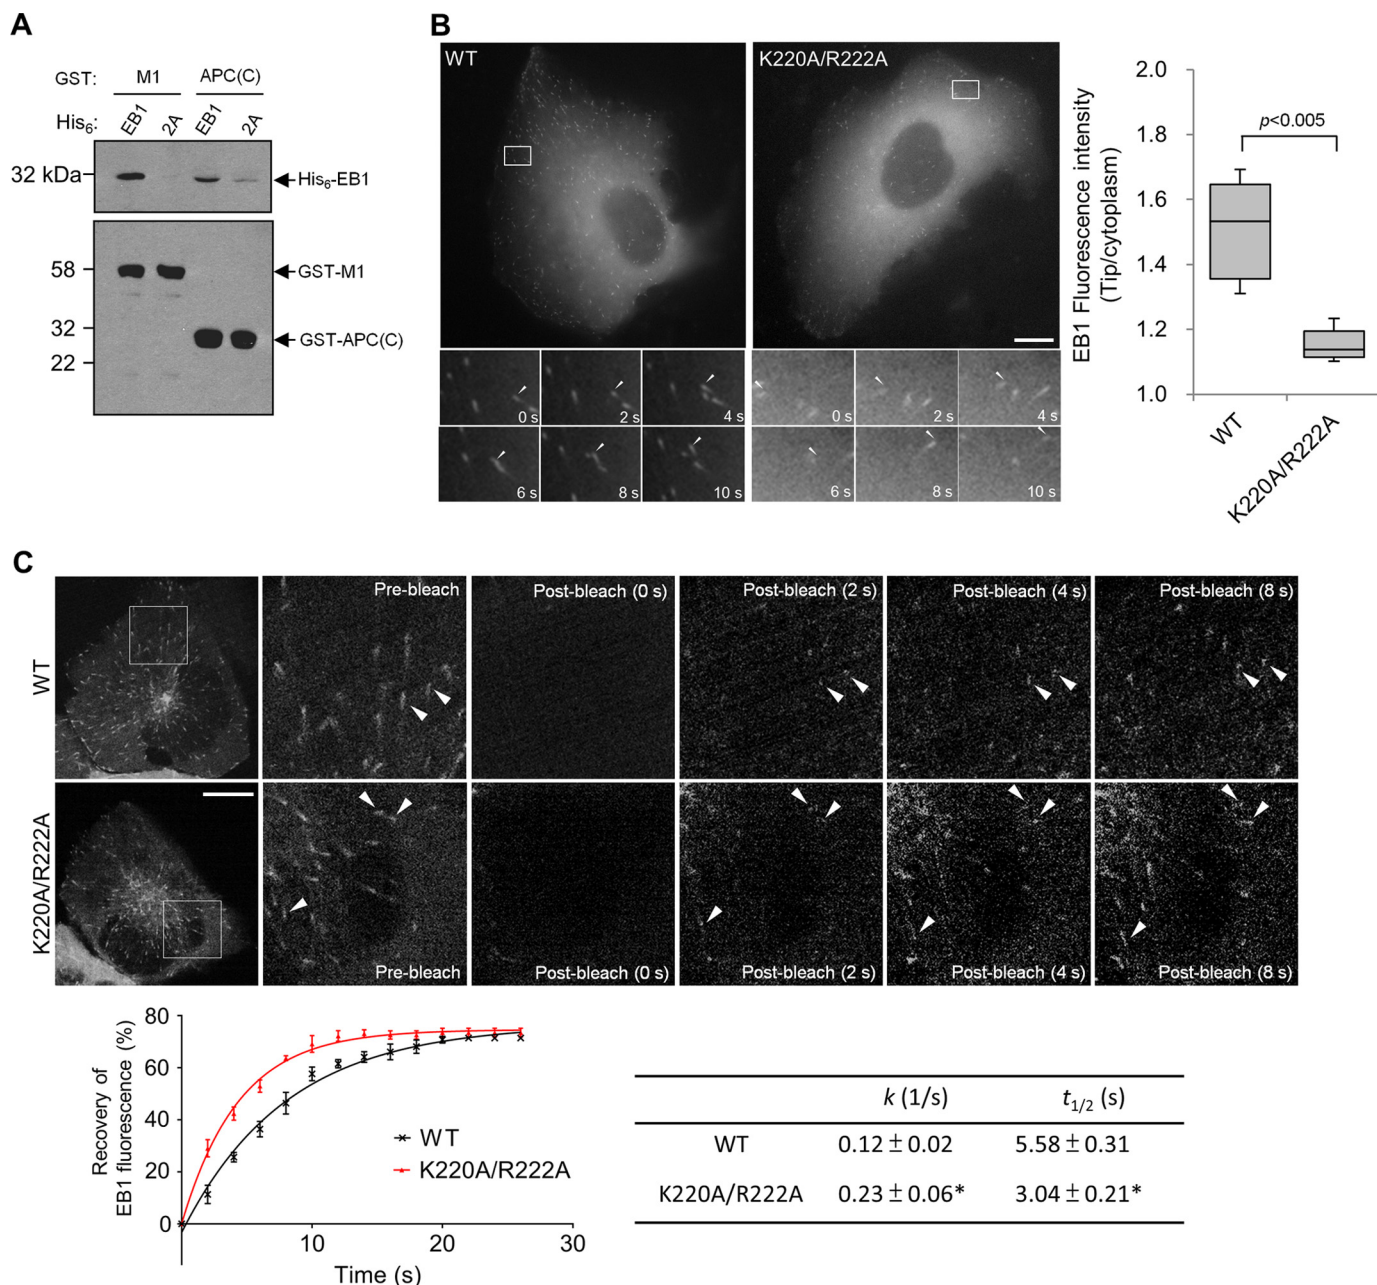 A
GST: M1 APC(C)
His6: EB1 2A EB1 2A
32 kDa
His6-EB1
58
GST-M1
32
GST-APC(C)
22
B
WT
K220A/R222A
0 s 2 s 4 s
6 s 8 s 10 s
0 s 2 s 4 s
6 s 8 s 10 s
EB1 Fluorescence intensity
(Tip/cytoplasm)
2.0
1.8
1.6
1.4
1.2
1.0
p<0.005
WT
K220A/R222A
C
WT
Pre-bleach
Post-bleach (0 s)
Post-bleach (2 s)
Post-bleach (4 s)
Post-bleach (8 s)
K220A/R222A
Pre-bleach
Post-bleach (0 s)
Post-bleach (2 s)
Post-bleach (4 s)
Post-bleach (8 s)
Recovery of
EB1 fluorescence (%)
80
60
40
20
0
10 20 30
Time (s)
WT
K220A/R222A
k (1/s) t1/2 (s)
WT 0.12 ± 0.02 5.58 ± 0.31
K220A/R222A 0.23 ± 0.06* 3.04 ± 0.21*